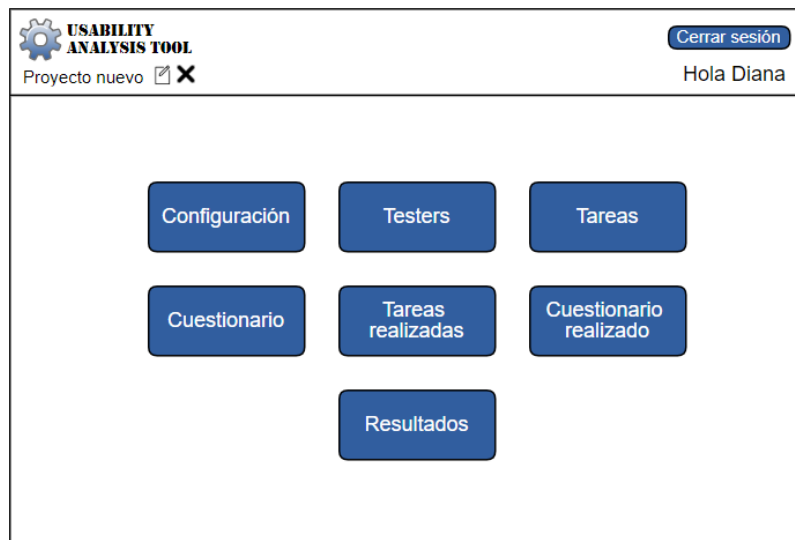 USABILITY
ANALYSIS TOOL
Cerrar sesión
Proyecto nuevo
Hola Diana
Configuración
Testers
Tareas
Cuestionario
Tareas
realizadas
Cuestionario
realizado
Resultados